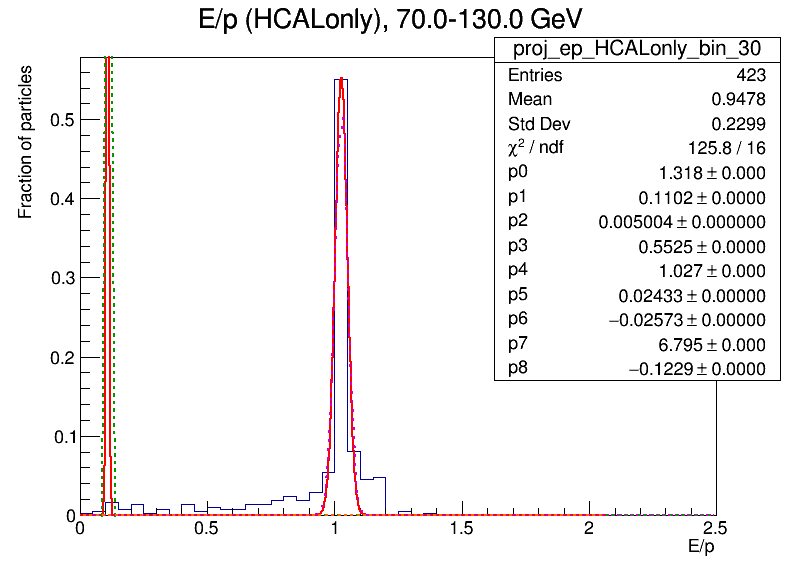 E/p (HCALonly), 70.0-130.0 GeV
proj_ep_HCALonly_bin_30
Entries 423
Mean 0.9478
Std Dev 0.2299
χ² / ndf 125.8 / 16
p0 1.318 ± 0.000
p1 0.1102 ± 0.0000
p2 0.005004 ± 0.000000
p3 0.5525 ± 0.0000
p4 1.027 ± 0.000
p5 0.02433 ± 0.00000
p6 −0.02573 ± 0.00000
p7 6.795 ± 0.000
p8 −0.1229 ± 0.0000
Fraction of particles
0.5
0.4
0.3
0.2
0.1
0
0 0.5 1 1.5 2 2.5
E/p